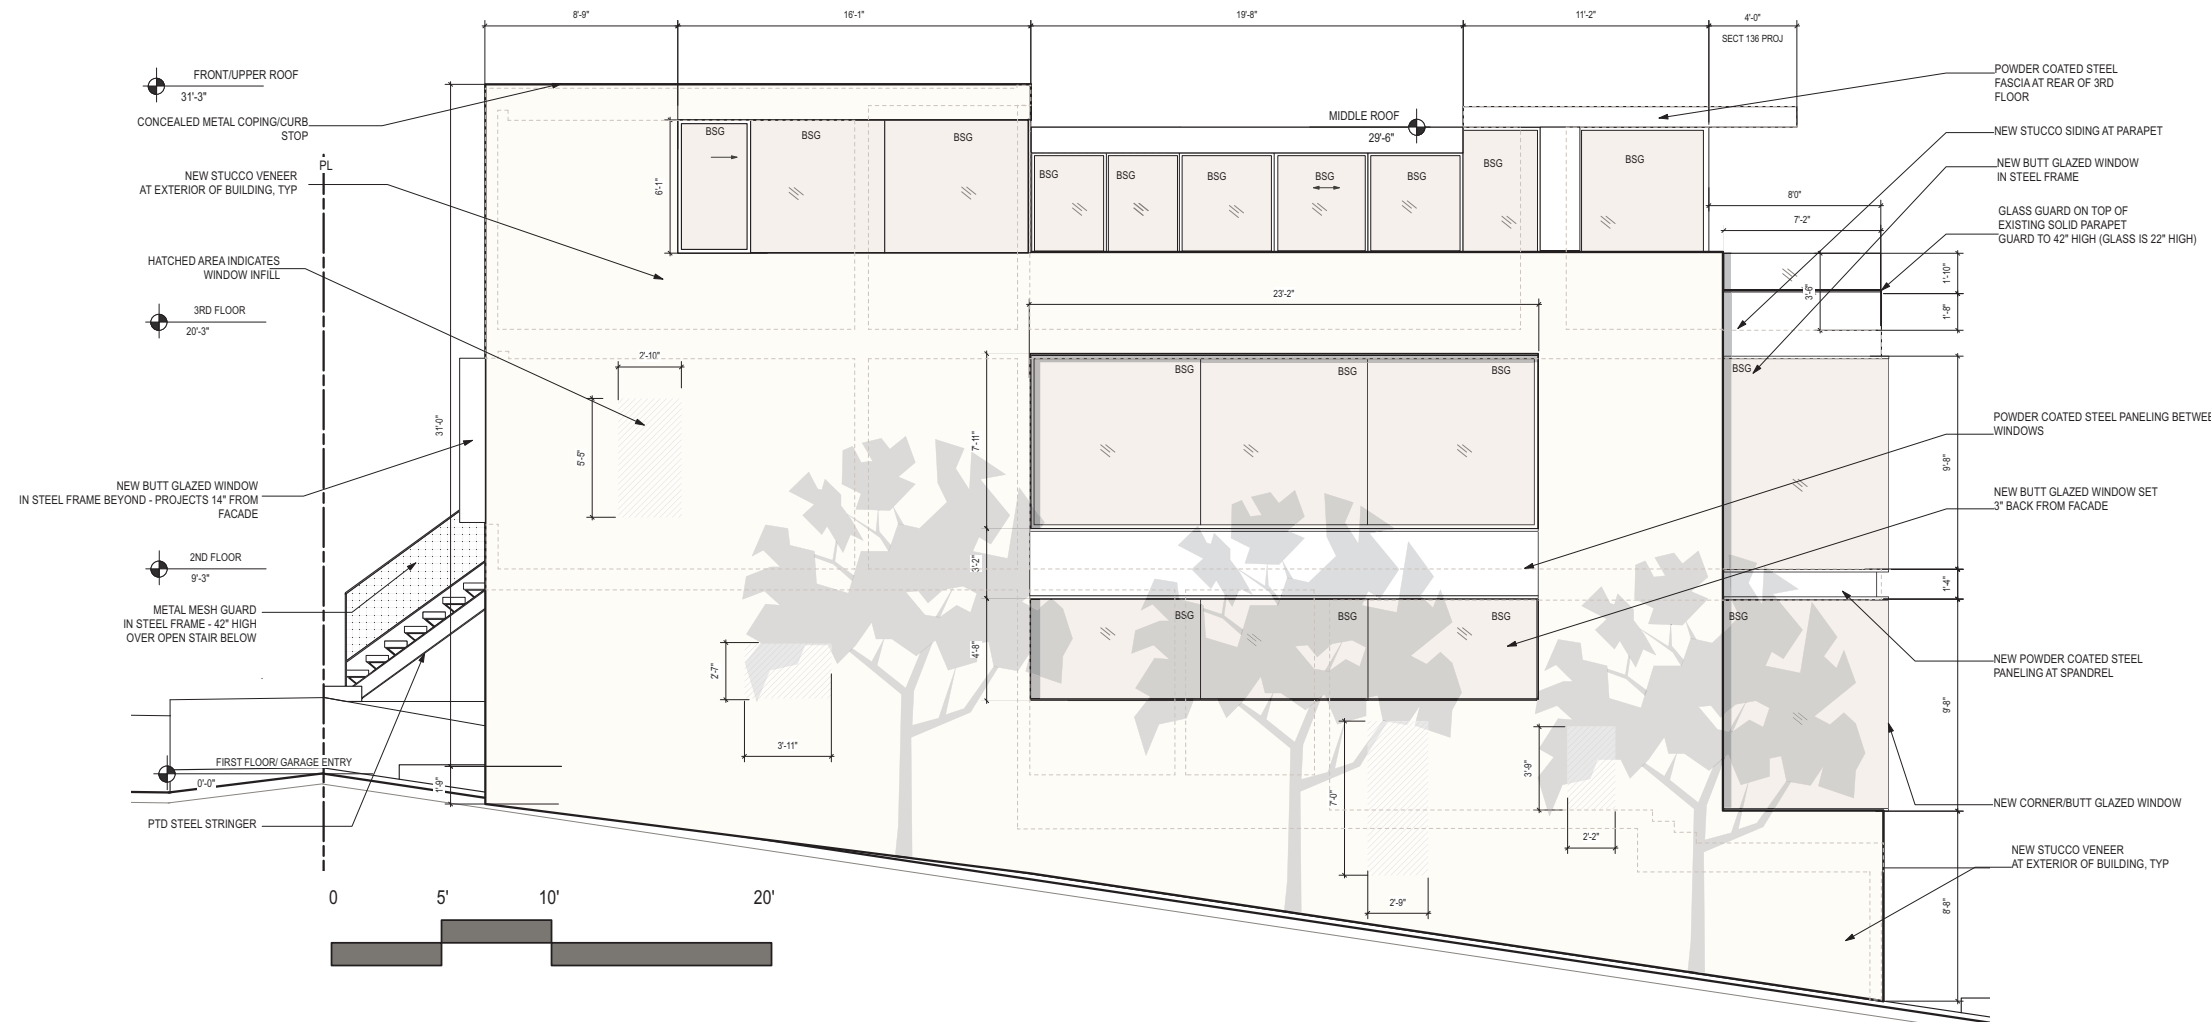 8'-9"
16'-1"
19'-8"
11'-2"
4'-0"
SECT 136 PROJ
FRONT/UPPER ROOF
31'-3"
CONCEALED METAL COPING/CURB
STOP
PL
NEW STUCCO VENEER
AT EXTERIOR OF BUILDING, TYP
HATCHED AREA INDICATES
WINDOW INFILL
3RD FLOOR
20'-3"
NEW BUTT GLAZED WINDOW
IN STEEL FRAME BEYOND - PROJECTS 14" FROM
FACADE
2ND FLOOR
9'-3"
METAL MESH GUARD
IN STEEL FRAME - 42" HIGH
OVER OPEN STAIR BELOW
FIRST FLOOR/ GARAGE ENTRY
0'-0"
PTD STEEL STRINGER
31'-0"
1'-9"
6'-1"
BSG
BSG
BSG
MIDDLE ROOF
29'-6"
BSG
BSG
BSG
BSG
BSG
BSG
BSG
23'-2"
2'-10"
5'-5"
7'-11"
3'-2"
4'-8"
BSG
BSG
BSG
BSG
BSG
BSG
2'-7"
3'-11"
7'-0"
2'-9"
3'-9"
2'-2"
BSG
BSG
8'0"
7'-2"
3'-6"
1'-10"
1'-8"
9'-8"
1'-4"
9'-8"
8'-8"
POWDER COATED STEEL
FASCIA AT REAR OF 3RD
FLOOR
NEW STUCCO SIDING AT PARAPET
NEW BUTT GLAZED WINDOW
IN STEEL FRAME
GLASS GUARD ON TOP OF
EXISTING SOLID PARAPET
GUARD TO 42" HIGH (GLASS IS 22" HIGH)
POWDER COATED STEEL PANELING BETWEE
WINDOWS
NEW BUTT GLAZED WINDOW SET
3" BACK FROM FACADE
NEW POWDER COATED STEEL
PANELING AT SPANDREL
NEW CORNER/BUTT GLAZED WINDOW
NEW STUCCO VENEER
AT EXTERIOR OF BUILDING, TYP
0 5' 10' 20'